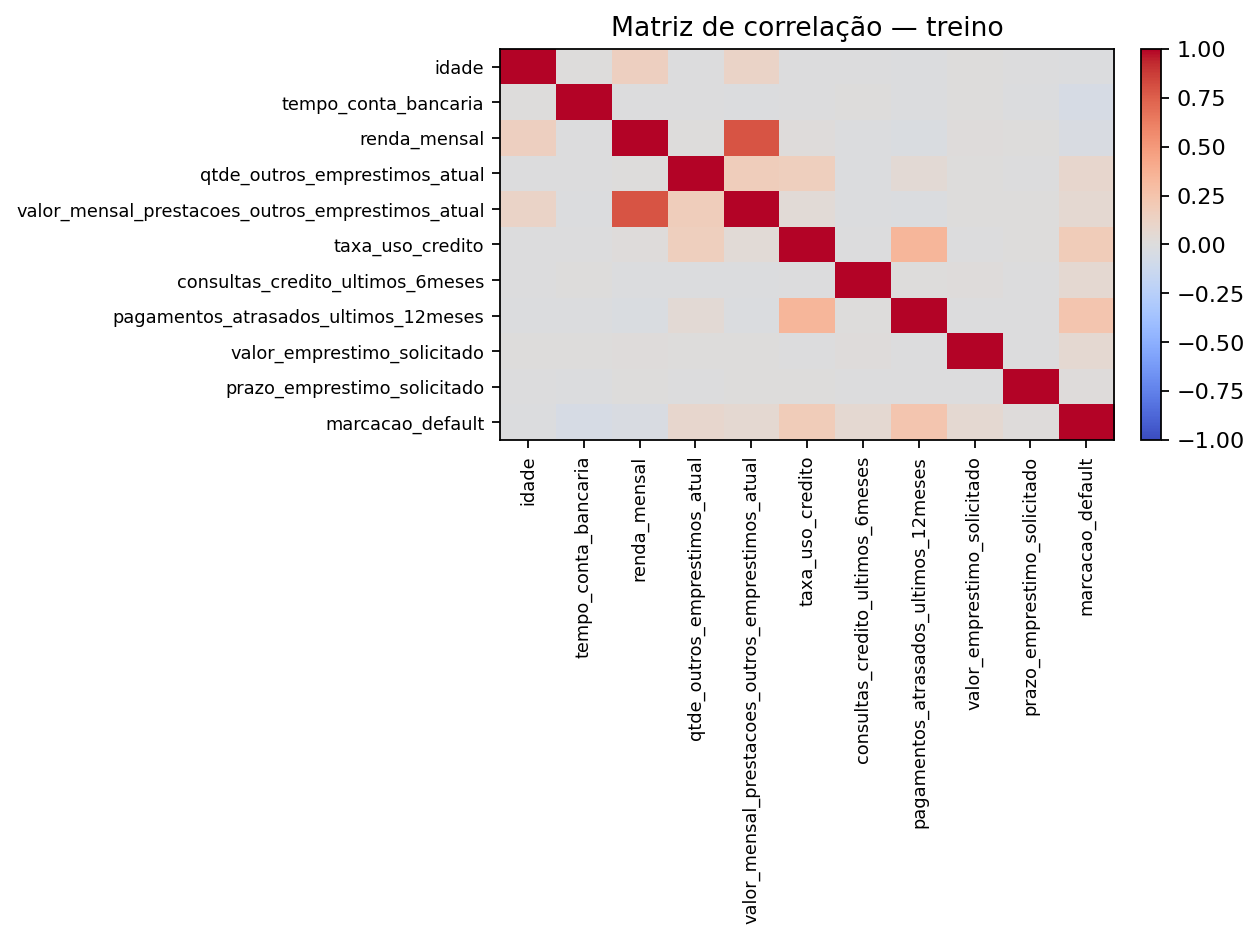 Matriz de correlação — treino
idade
tempo_conta_bancaria
renda_mensal
qtde_outros_emprestimos_atual
valor_mensal_prestacoes_outros_emprestimos_atual
taxa_uso_credito
consultas_credito_ultimos_6meses
pagamentos_atrasados_ultimos_12meses
valor_emprestimo_solicitado
prazo_emprestimo_solicitado
marcacao_default
idade
tempo_conta_bancaria
renda_mensal
qtde_outros_emprestimos_atual
valor_mensal_prestacoes_outros_emprestimos_atual
taxa_uso_credito
consultas_credito_ultimos_6meses
pagamentos_atrasados_ultimos_12meses
valor_emprestimo_solicitado
prazo_emprestimo_solicitado
marcacao_default
1.00
0.75
0.50
0.25
0.00
−0.25
−0.50
−0.75
−1.00